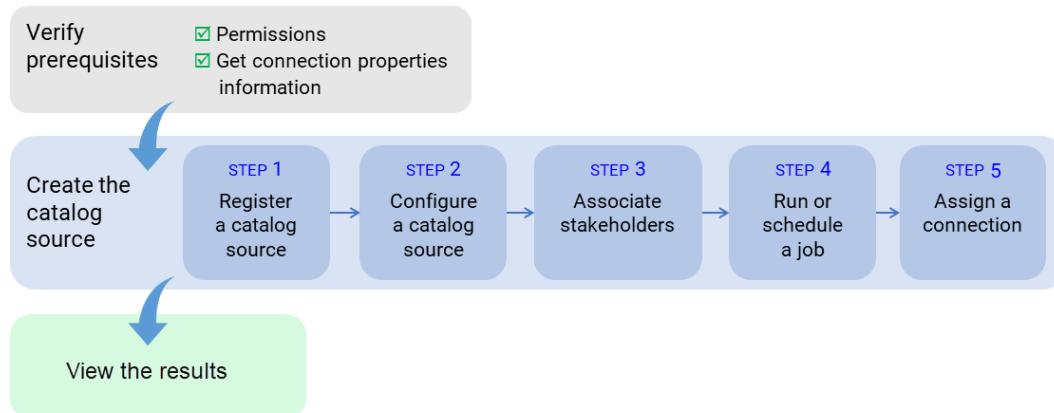 Verify
prerequisites
Permissions
Get connection properties
information
Create the
catalog
source
STEP 1
Register
a catalog
source
STEP 2
Configure
a catalog
source
STEP 3
Associate
stakeholders
STEP 4
Run or
schedule
a job
STEP 5
Assign a
connection
View the results